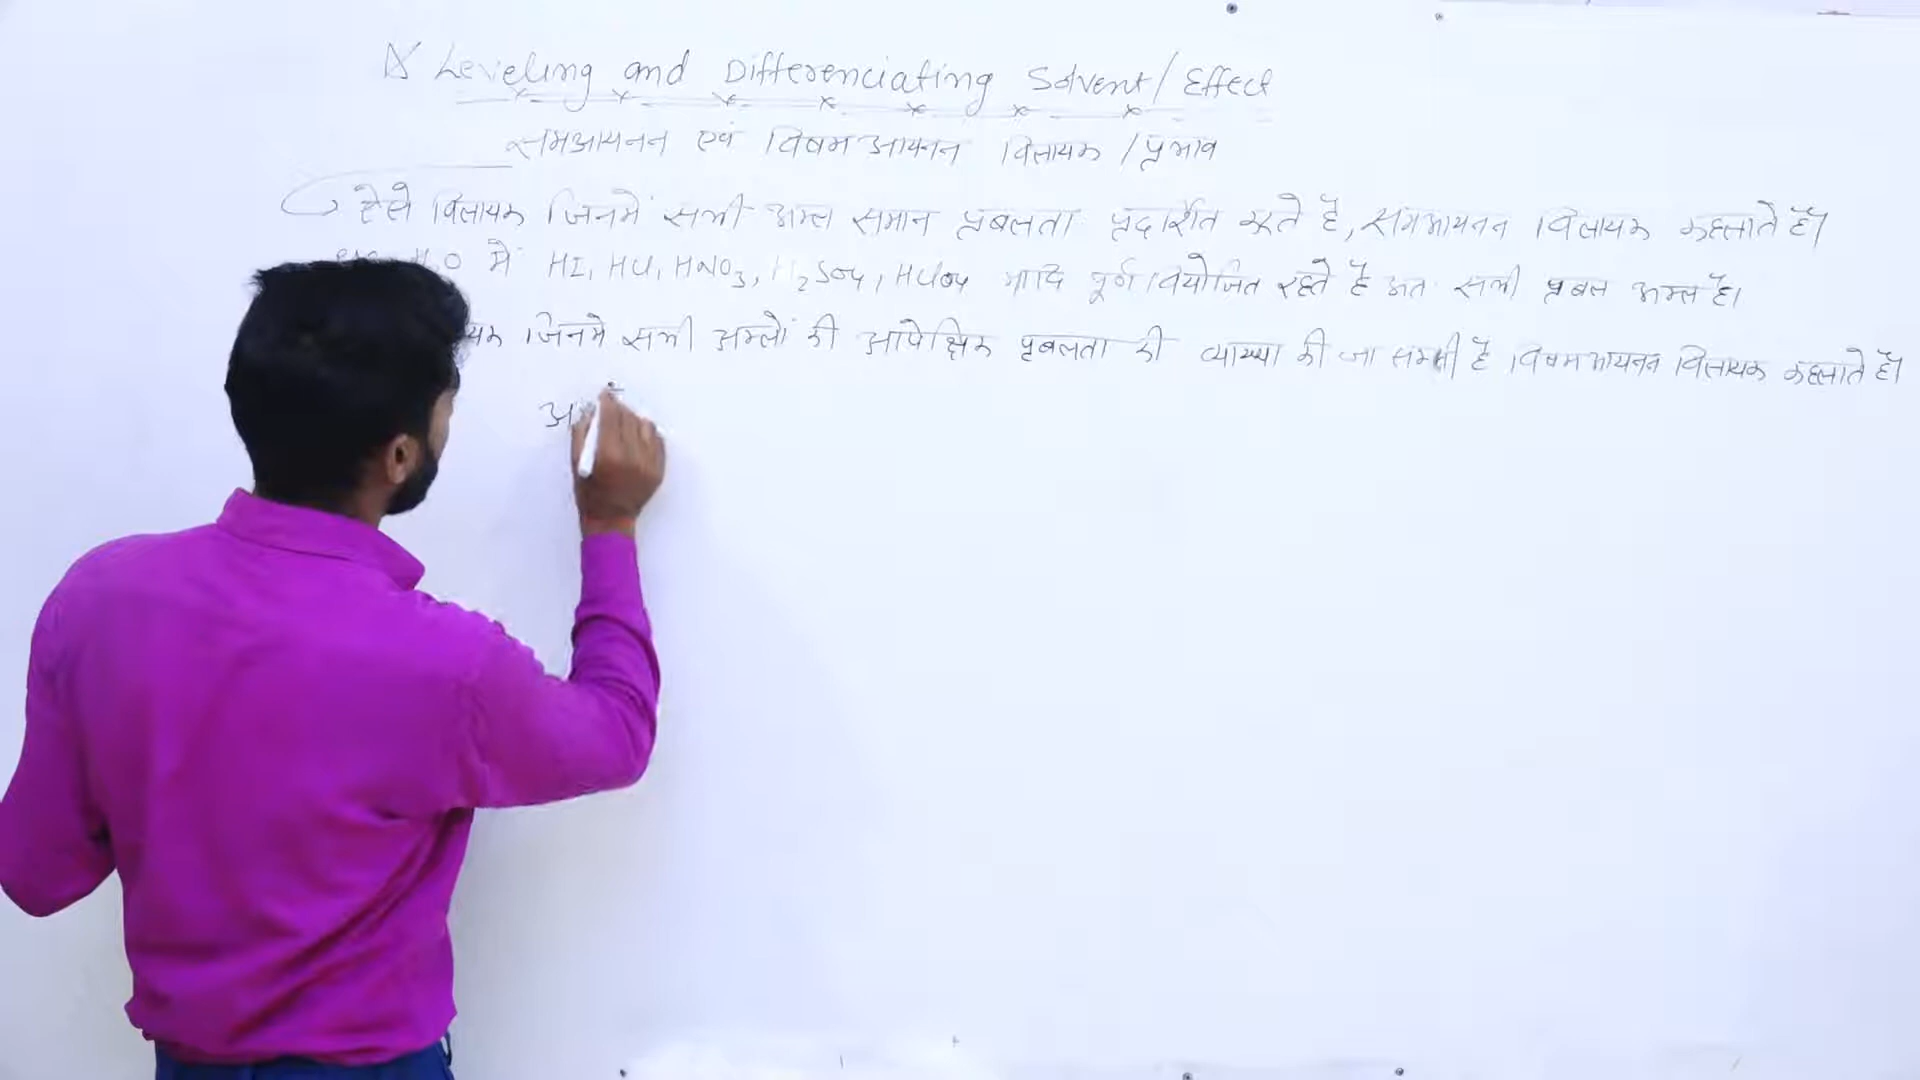 Leveling and Differenciating Solvent/Effect
समआयनन एवं विषमआयनन विलायक / प्रभाव
ऐसे विलायक जिनमें सभी अम्ल समान प्रबलता प्रदर्शित करते हैं, समआयनन विलायक कहलाते हैं।
में HI, HCl, HNO3, H2SO4, HClO4 आदि पूर्ण वियोजित रहते हैं अतः सभी प्रबल अम्ल है।
जिनमे सभी अम्लों की आपेक्षिक प्रबलता की व्याख्या की जा सकती है विषमआयनन विलायक कहलाते हैं।